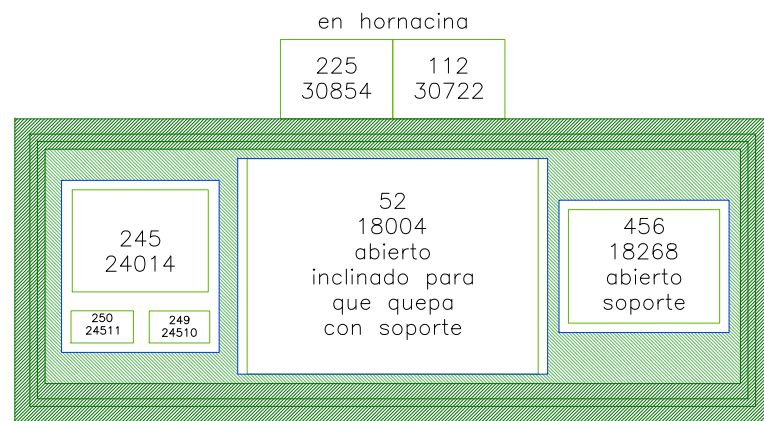 en hornacina
225
30854
112
30722
245
24014
250
24511
249
24510
52
18004
abierto
inclinado para
que quepa
con soporte
456
18268
abierto
soporte